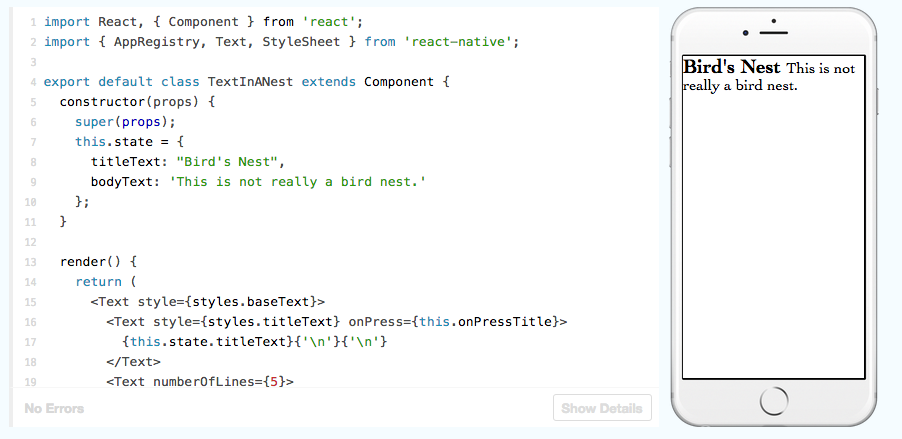 1 import React, { Component } from 'react';
2 import { AppRegistry, Text, StyleSheet } from 'react-native';
3
4 export default class TextInANest extends Component {
5   constructor(props) {
6     super(props);
7     this.state = {
8       titleText: "Bird's Nest",
9       bodyText: 'This is not really a bird nest.'
10     };
11   }
12
13   render() {
14     return (
15       <Text style={styles.baseText}>
16         <Text style={styles.titleText} onPress={this.onPressTitle}>
17           {this.state.titleText}{'\n'}{'\n'}
18         </Text>
19         <Text numberOfLines={5}>
No Errors
Show Details
Bird's Nest This is not
really a bird nest.